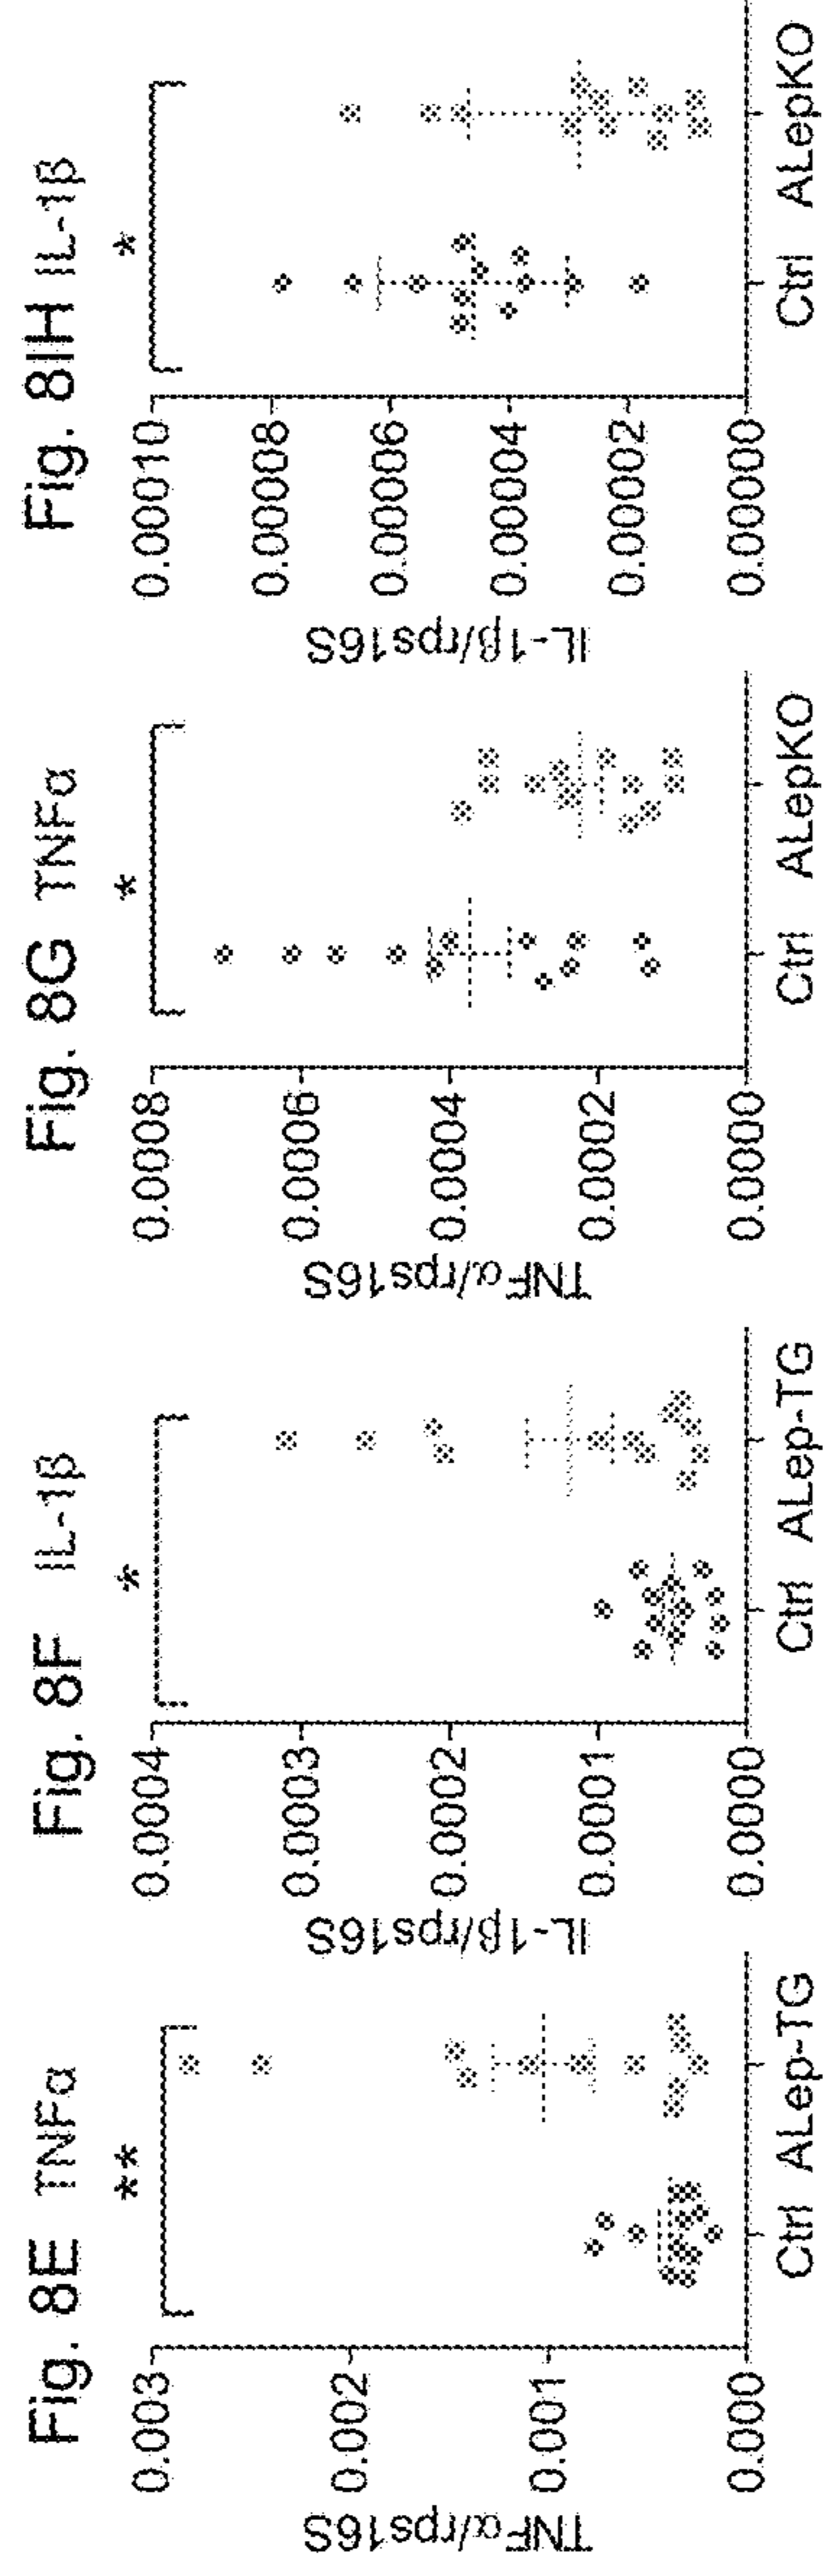 Fig. 8E TNFα
**
TNFα/rps16S
0.003
0.002
0.001
0.000
Ctrl ALep-TG
Fig. 8F IL-1β
*
IL-1β/rps16S
0.0004
0.0003
0.0002
0.0001
0.0000
Ctrl ALep-TG
Fig. 8G TNFα
*
TNFα/rps16S
0.0008
0.0006
0.0004
0.0002
0.0000
Ctrl ALepKO
Fig. 8IH IL-1β
*
IL-1β/rps16S
0.00010
0.00008
0.00006
0.00004
0.00002
0.00000
Ctrl ALepKO